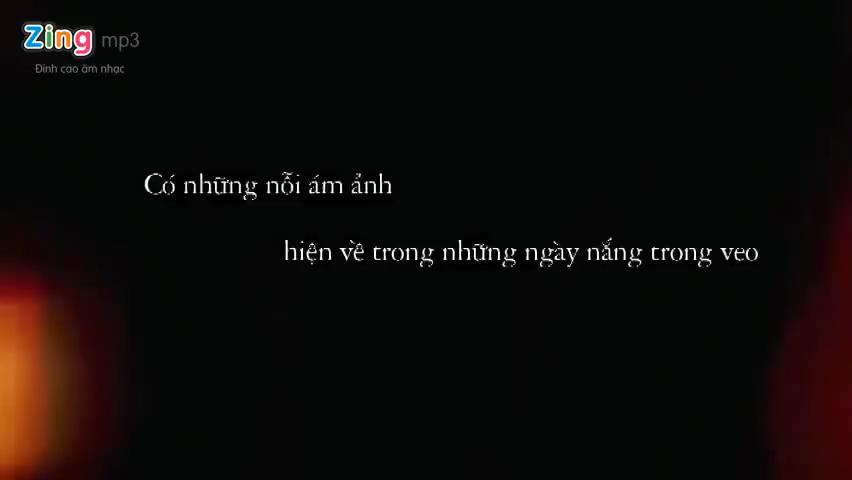 Zing mp3
Đỉnh cao âm nhạc
Có những nỗi ám ảnh
hiện về trong những ngày nắng trong veo